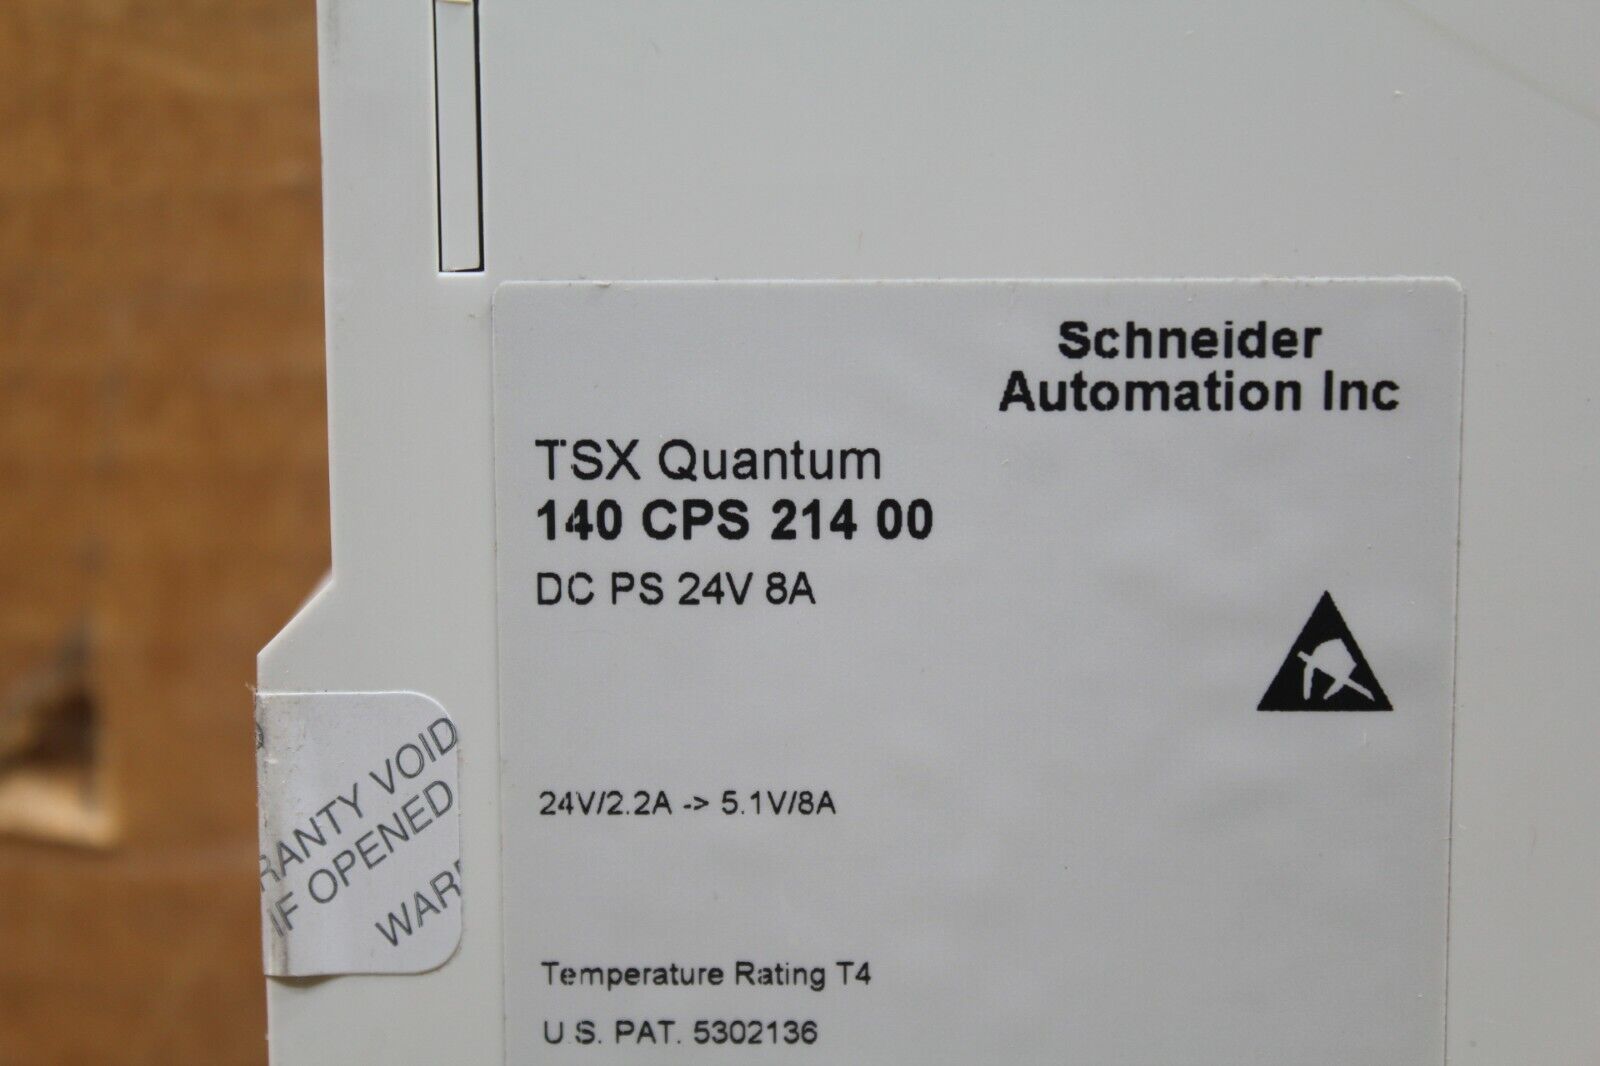 Schneider
Automation Inc
TSX Quantum
140 CPS 214 00
DC PS 24V 8A
24V/2.2A -> 5.1V/8A
Temperature Rating T4
U.S. PAT. 5302136
RANTY VOID
IF OPENED
WAR